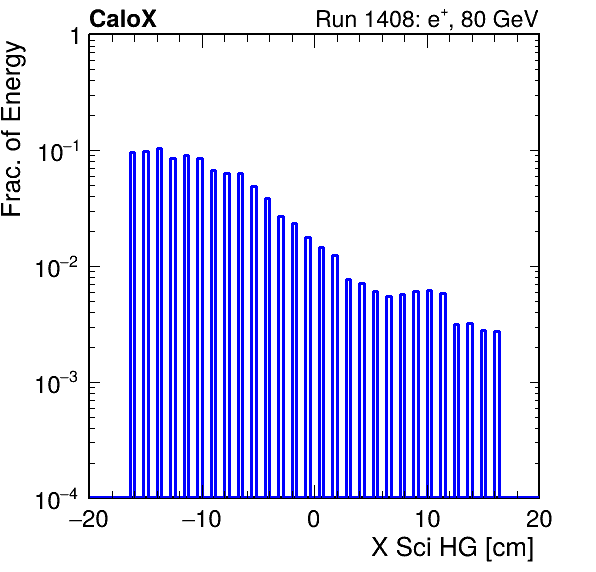 CaloX Run 1408: e⁺, 80 GeV
Frac. of Energy
1
10⁻¹
10⁻²
10⁻³
10⁻⁴
−20 −10 0 10 20
X Sci HG [cm]